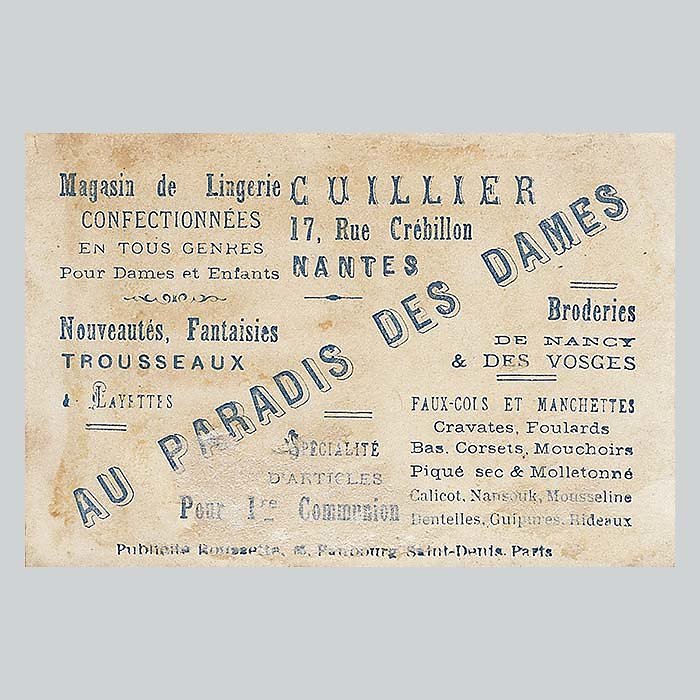 Magasin de Lingerie
CONFECTIONNÉES
EN TOUS GENRES
Pour Dames et Enfants
CUILLIER
17, Rue Crébillon
NANTES
AU PARADIS DES DAMES
Nouveautés, Fantaisies
TROUSSEAUX
& LAYETTES
Broderies
DE NANCY
& DES VOSGES
SPÉCIALITÉ
D'ARTICLES
Pour 1re Communion
FAUX-COLS ET MANCHETTES
Cravates, Foulards
Bas, Corsets, Mouchoirs
Piqué sec & Molletonné
Calicot, Nansouk, Mousseline
Dentelles, Guipures, Rideaux
Publicité Roussette, Faubourg Saint-Denis, Paris